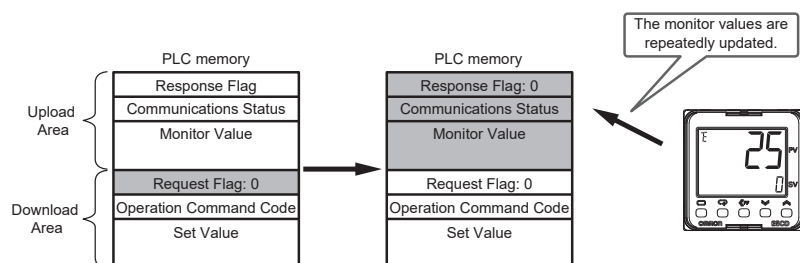 The monitor values are
repeatedly updated.
PLC memory
Response Flag
Communications Status
Monitor Value
Request Flag: 0
Operation Command Code
Set Value
Upload
Area
Download
Area
PLC memory
Response Flag: 0
Communications Status
Monitor Value
Request Flag: 0
Operation Command Code
Set Value
25
PV
0
SV
OMRON
E5CD